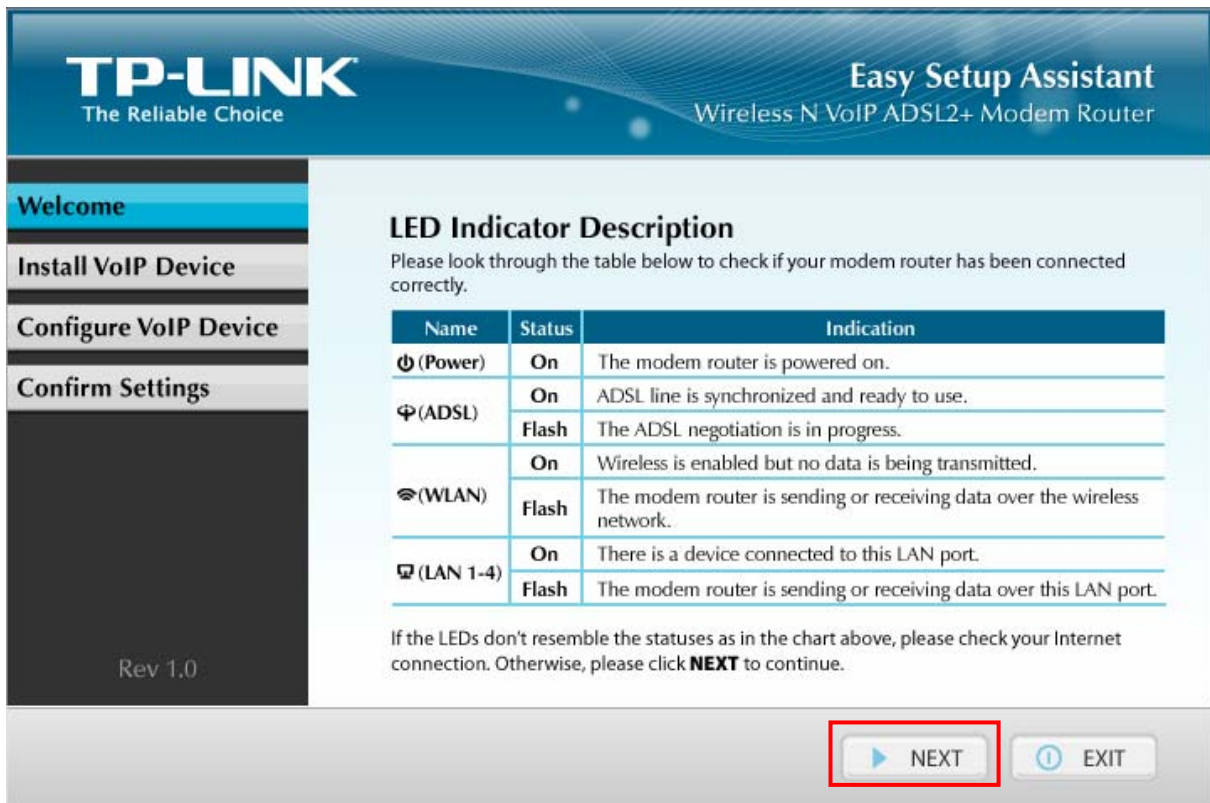 TP-LINK
The Reliable Choice
Easy Setup Assistant
Wireless N VoIP ADSL2+ Modem Router
Welcome
Install VoIP Device
Configure VoIP Device
Confirm Settings
Rev 1.0
LED Indicator Description
Please look through the table below to check if your modem router has been connected
correctly.
Name Status Indication
(Power) On The modem router is powered on.
(ADSL) On ADSL line is synchronized and ready to use.
Flash The ADSL negotiation is in progress.
(WLAN) On Wireless is enabled but no data is being transmitted.
Flash The modem router is sending or receiving data over the wireless
network.
(LAN 1-4) On There is a device connected to this LAN port.
Flash The modem router is sending or receiving data over this LAN port.
If the LEDs don't resemble the statuses as in the chart above, please check your Internet
connection. Otherwise, please click NEXT to continue.
NEXT
EXIT